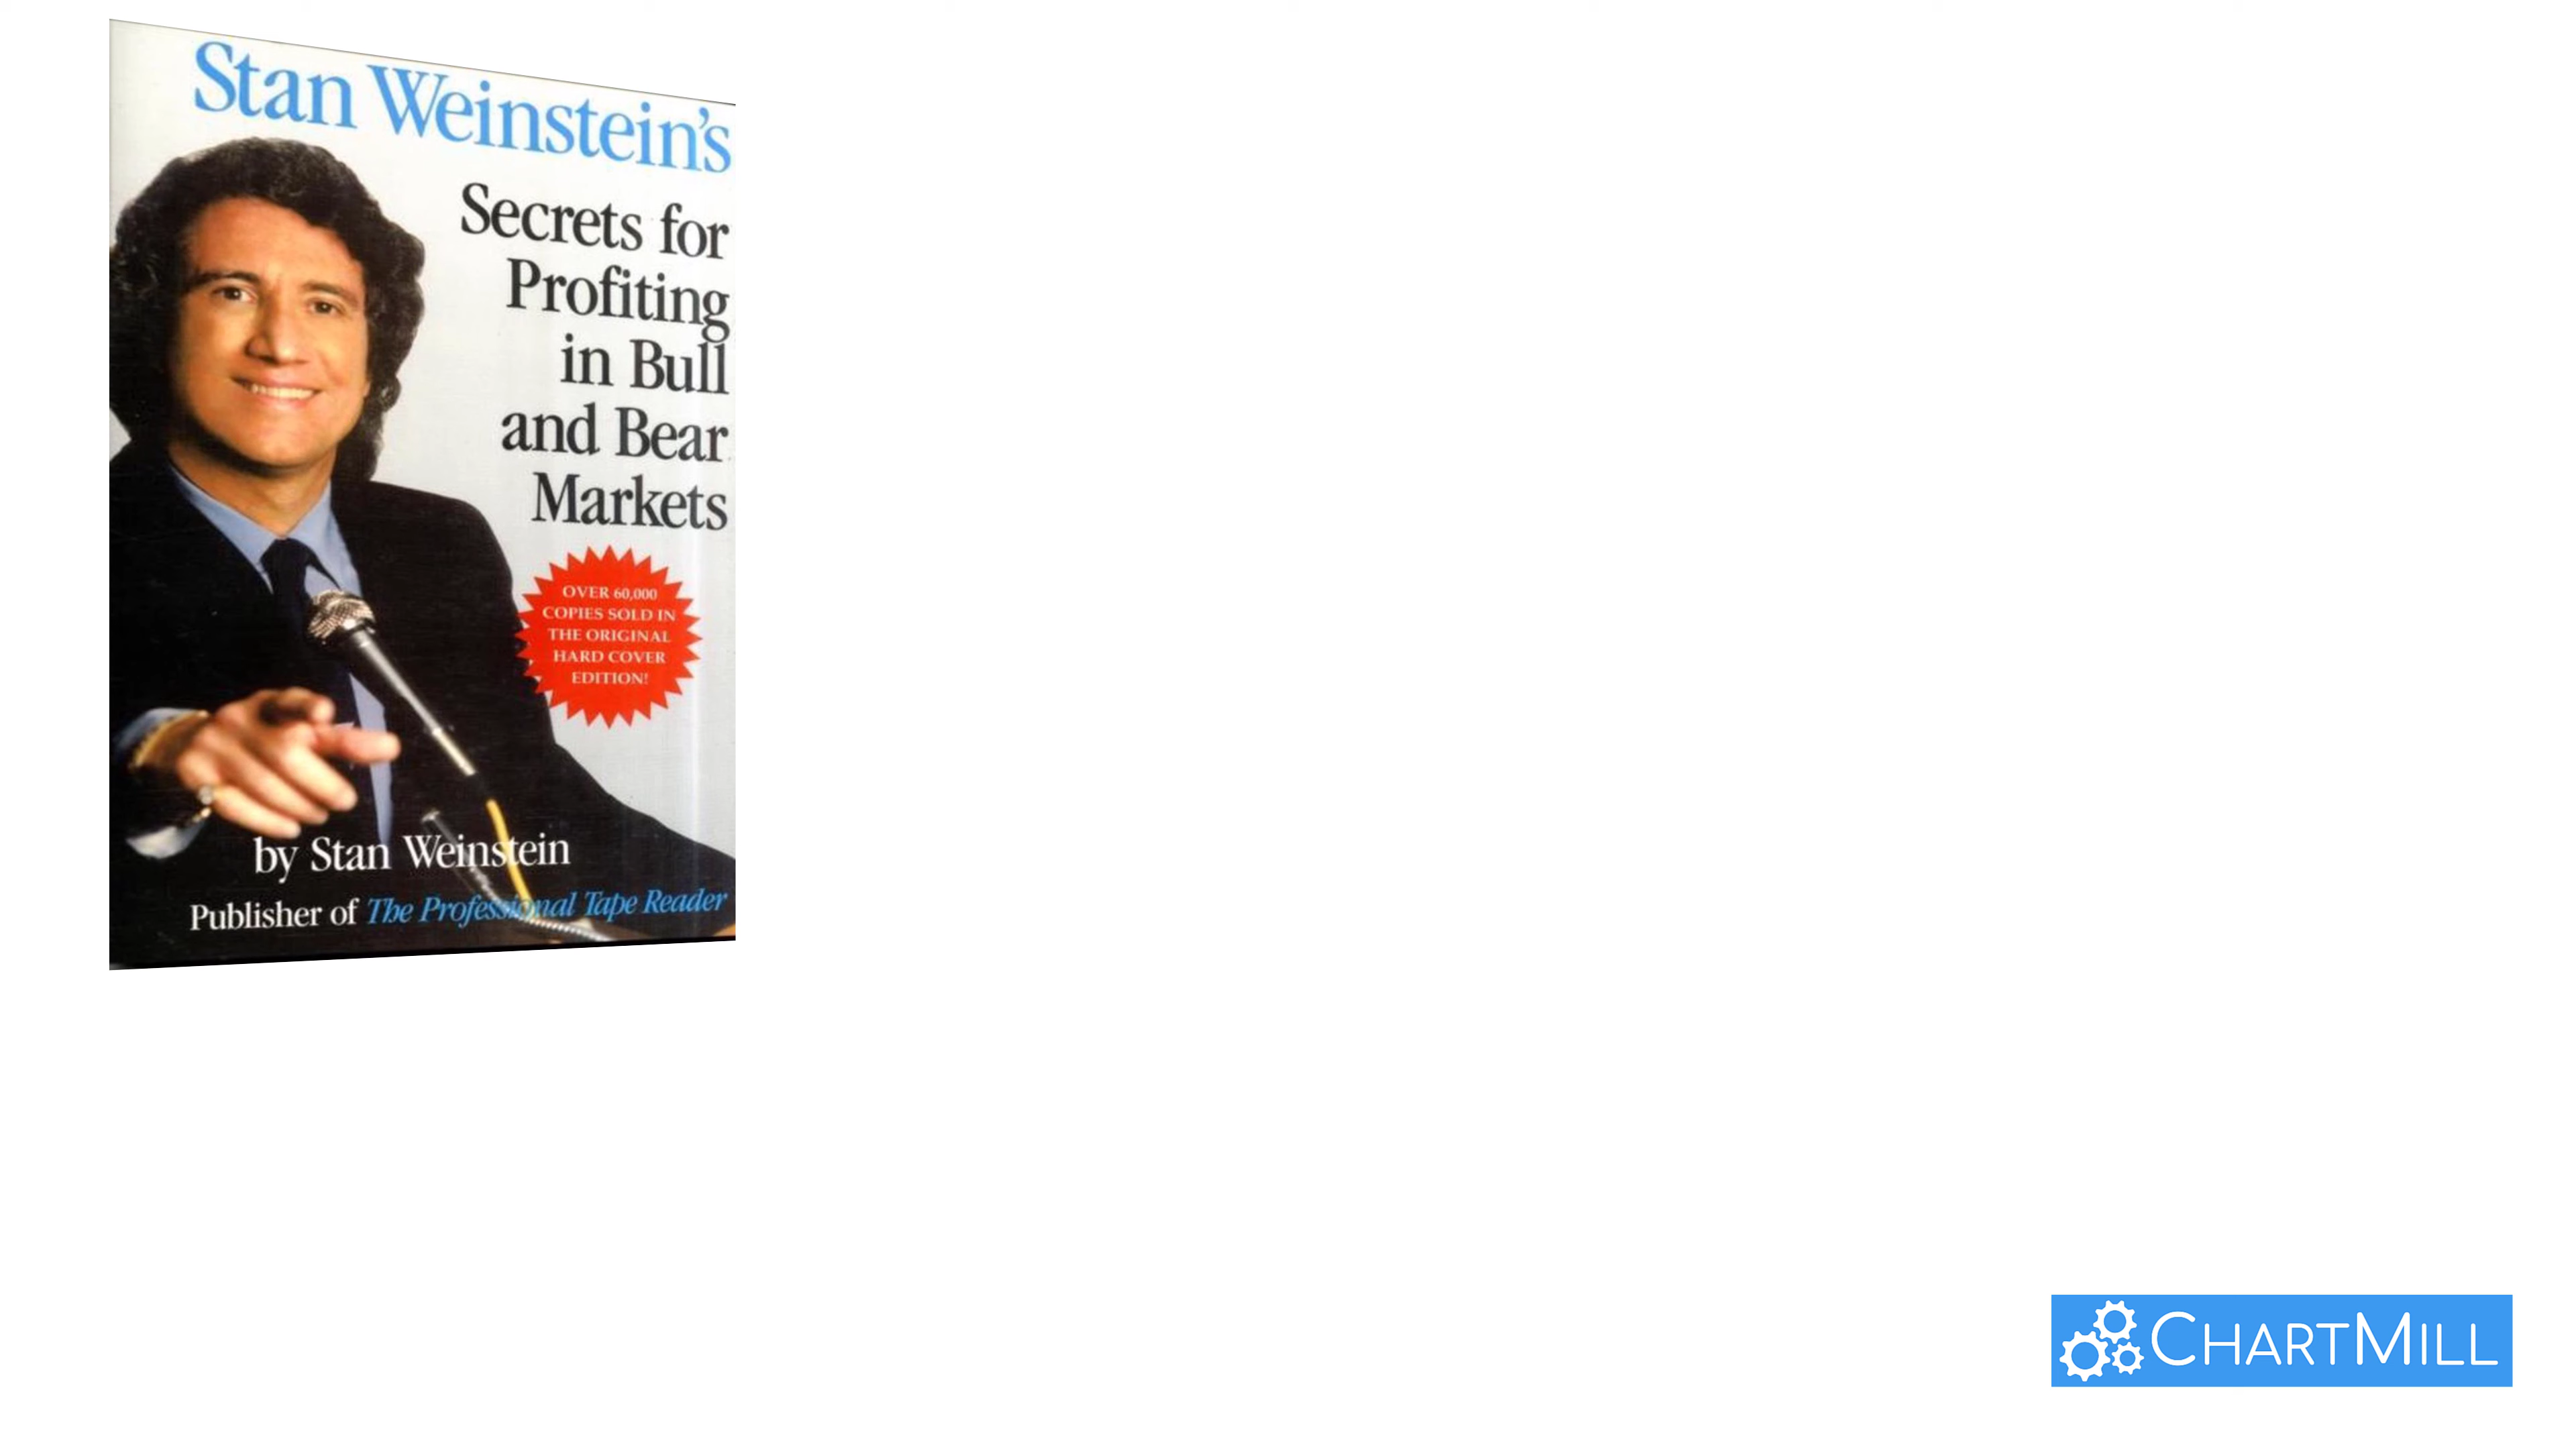 Stan Weinstein's
Secrets for
Profiting
in Bull
and Bear
Markets
OVER 60,000
COPIES SOLD IN
THE ORIGINAL
HARD COVER
EDITION!
by Stan Weinstein
Publisher of The Professional Tape Reader
CHARTMILL